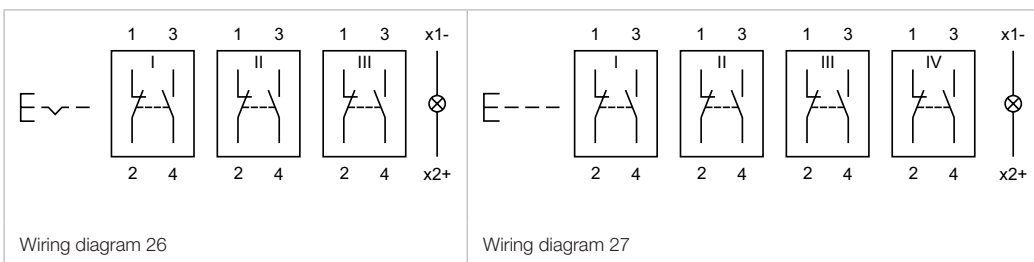 1 3 1 3 1 3 x1-
I II III
2 4 2 4 2 4 x2+
Wiring diagram 26
1 3 1 3 1 3 1 3 x1-
I II III IV
2 4 2 4 2 4 2 4 x2+
Wiring diagram 27